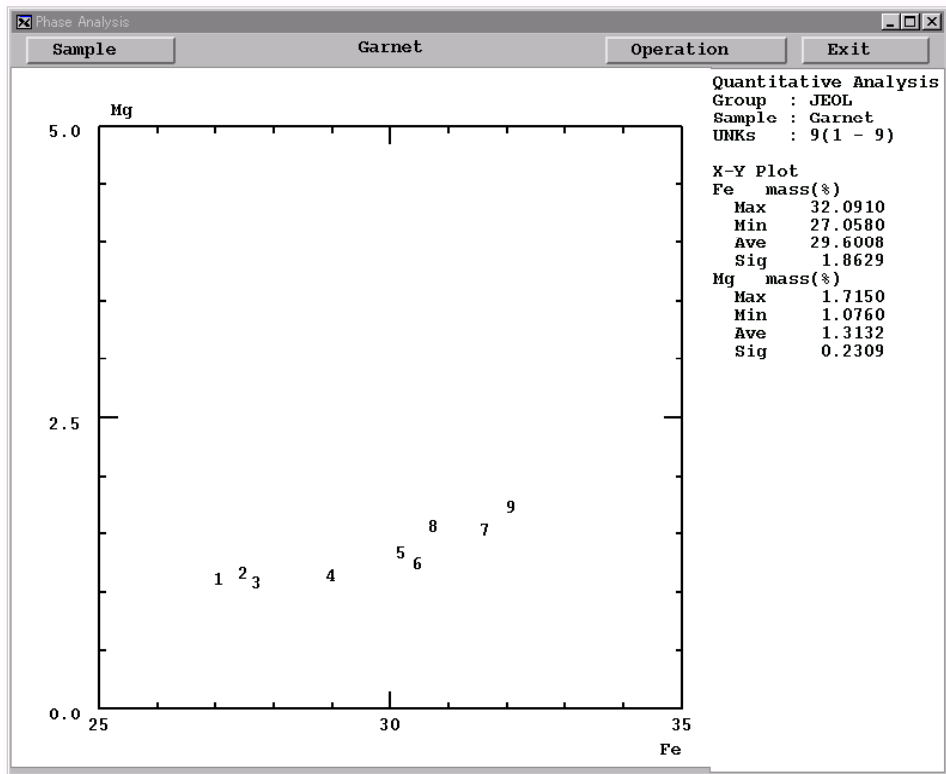 Phase Analysis
Sample Garnet Operation Exit
Quantitative Analysis
Group : JEOL
Sample : Garnet
UNKs : 9(1 - 9)
X-Y Plot
Fe mass(%)
Max 32.0910
Min 27.0580
Ave 29.6008
Sig 1.8629
Mg mass(%)
Max 1.7150
Min 1.0760
Ave 1.3132
Sig 0.2309
Mg
5.0
2.5
9
8 7
5
6
2
1 3 4
0.0
25 30 35
Fe